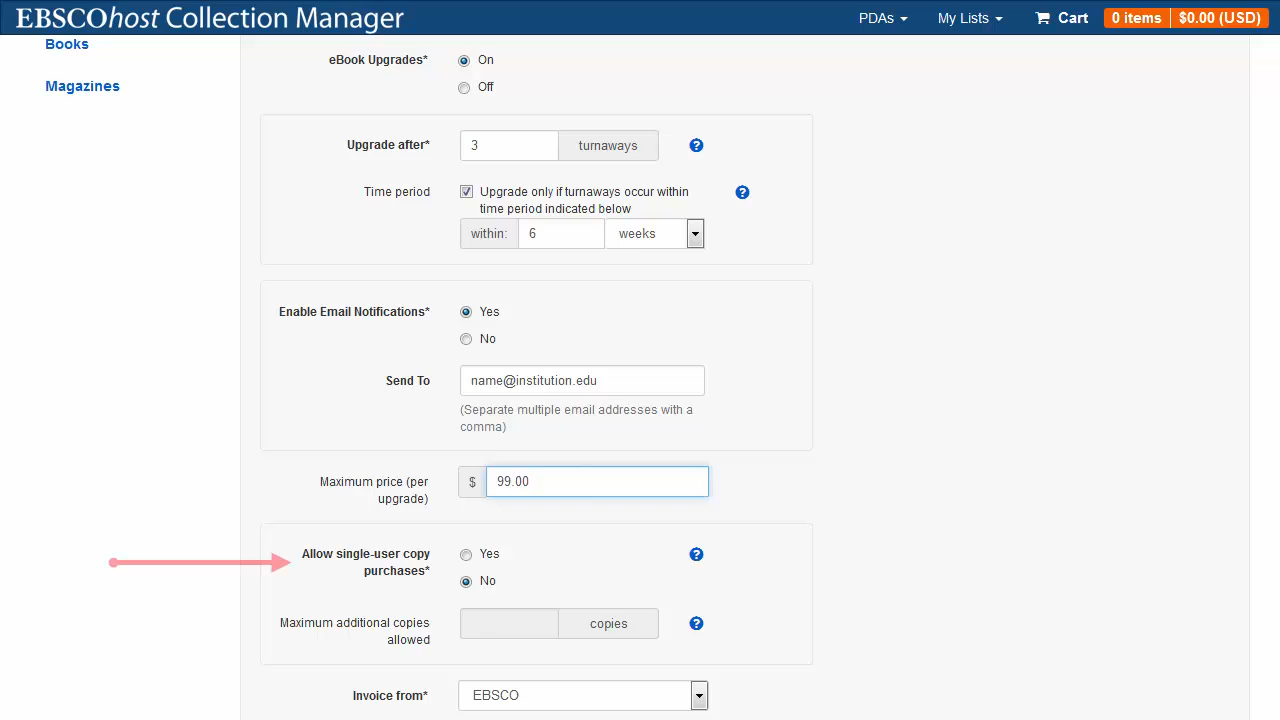 EBSCOhost Collection Manager PDAs My Lists Cart 0 items $0.00 (USD)
Books
Magazines
eBook Upgrades* On
Off
Upgrade after* 3 turnaways ?
Time period Upgrade only if turnaways occur within ?
time period indicated below
within: 6 weeks
Enable Email Notifications* Yes
No
Send To name@institution.edu
(Separate multiple email addresses with a
comma)
Maximum price (per $ 99.00
upgrade)
Allow single-user copy Yes ?
purchases* No
Maximum additional copies copies ?
allowed
Invoice from* EBSCO